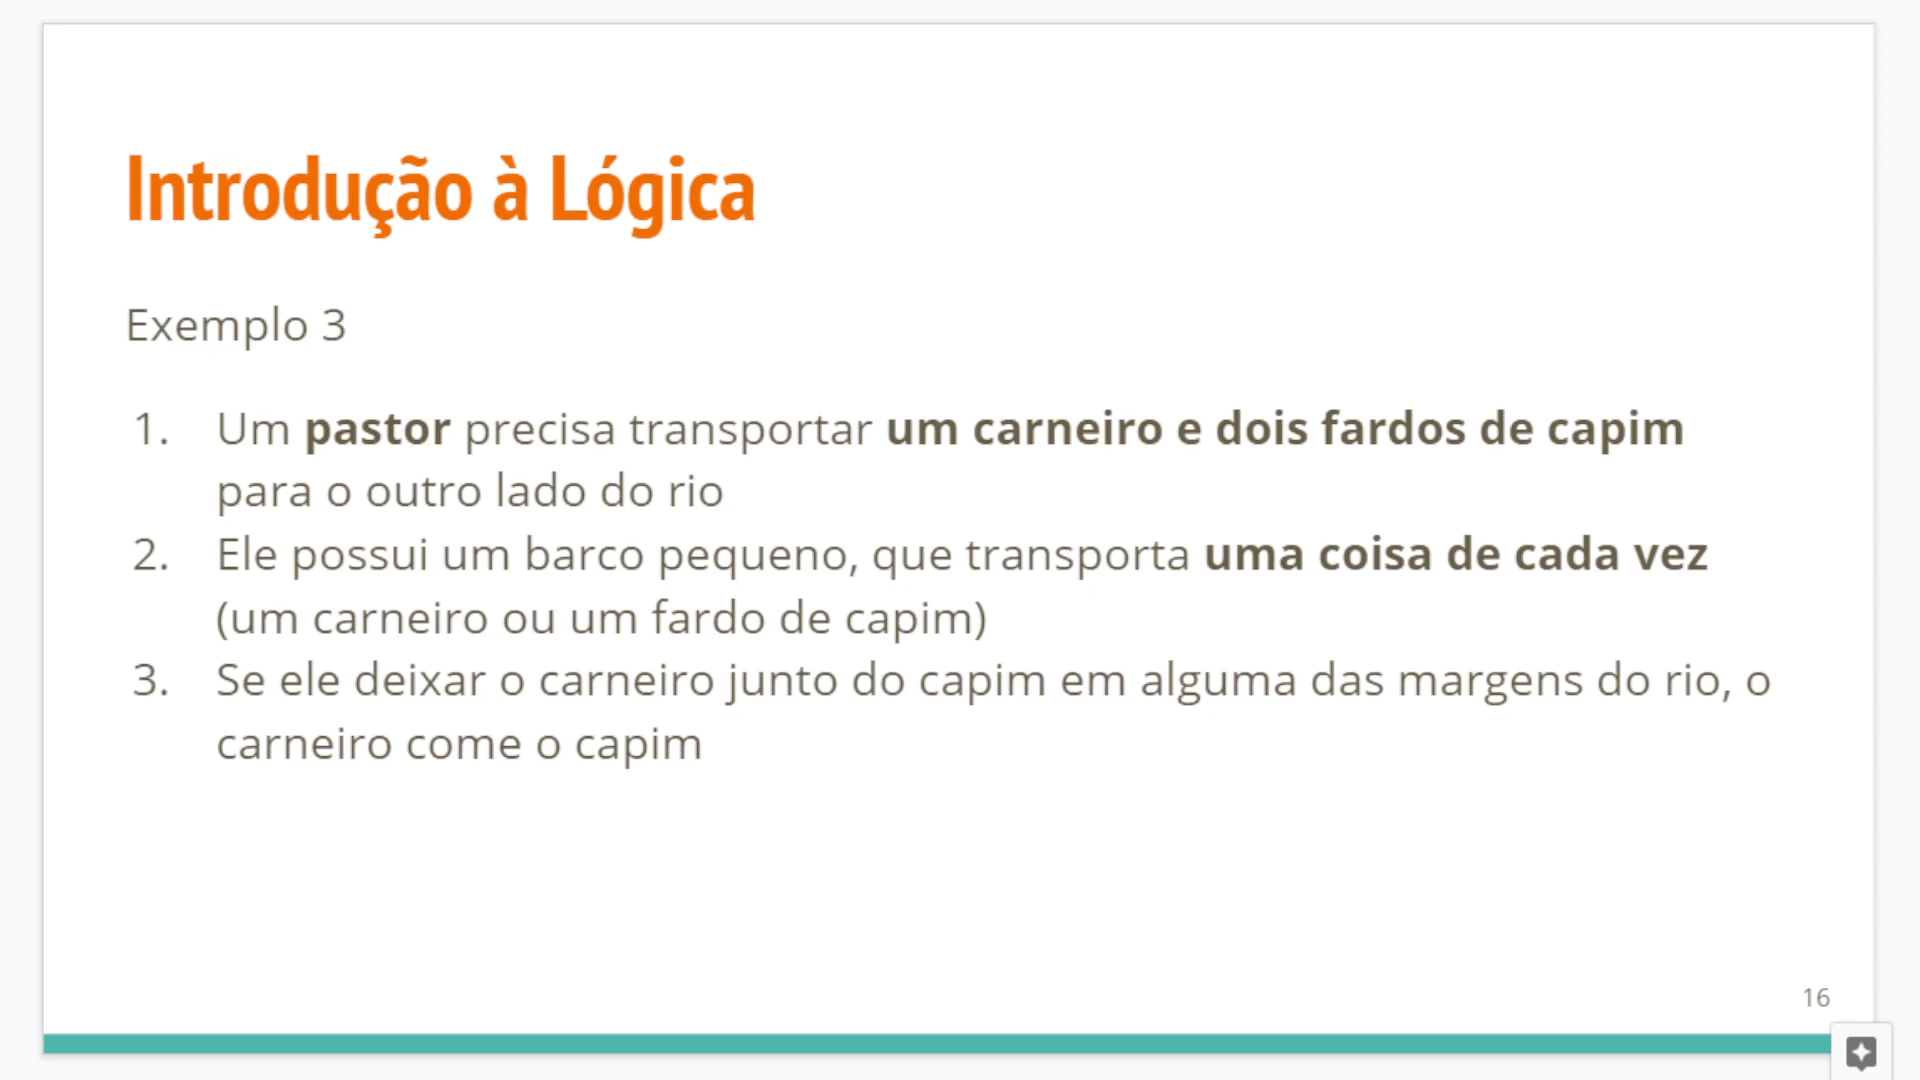 Introdução à Lógica
Exemplo 3
1. Um pastor precisa transportar um carneiro e dois fardos de capim
para o outro lado do rio
2. Ele possui um barco pequeno, que transporta uma coisa de cada vez
(um carneiro ou um fardo de capim)
3. Se ele deixar o carneiro junto do capim em alguma das margens do rio, o
carneiro come o capim
16